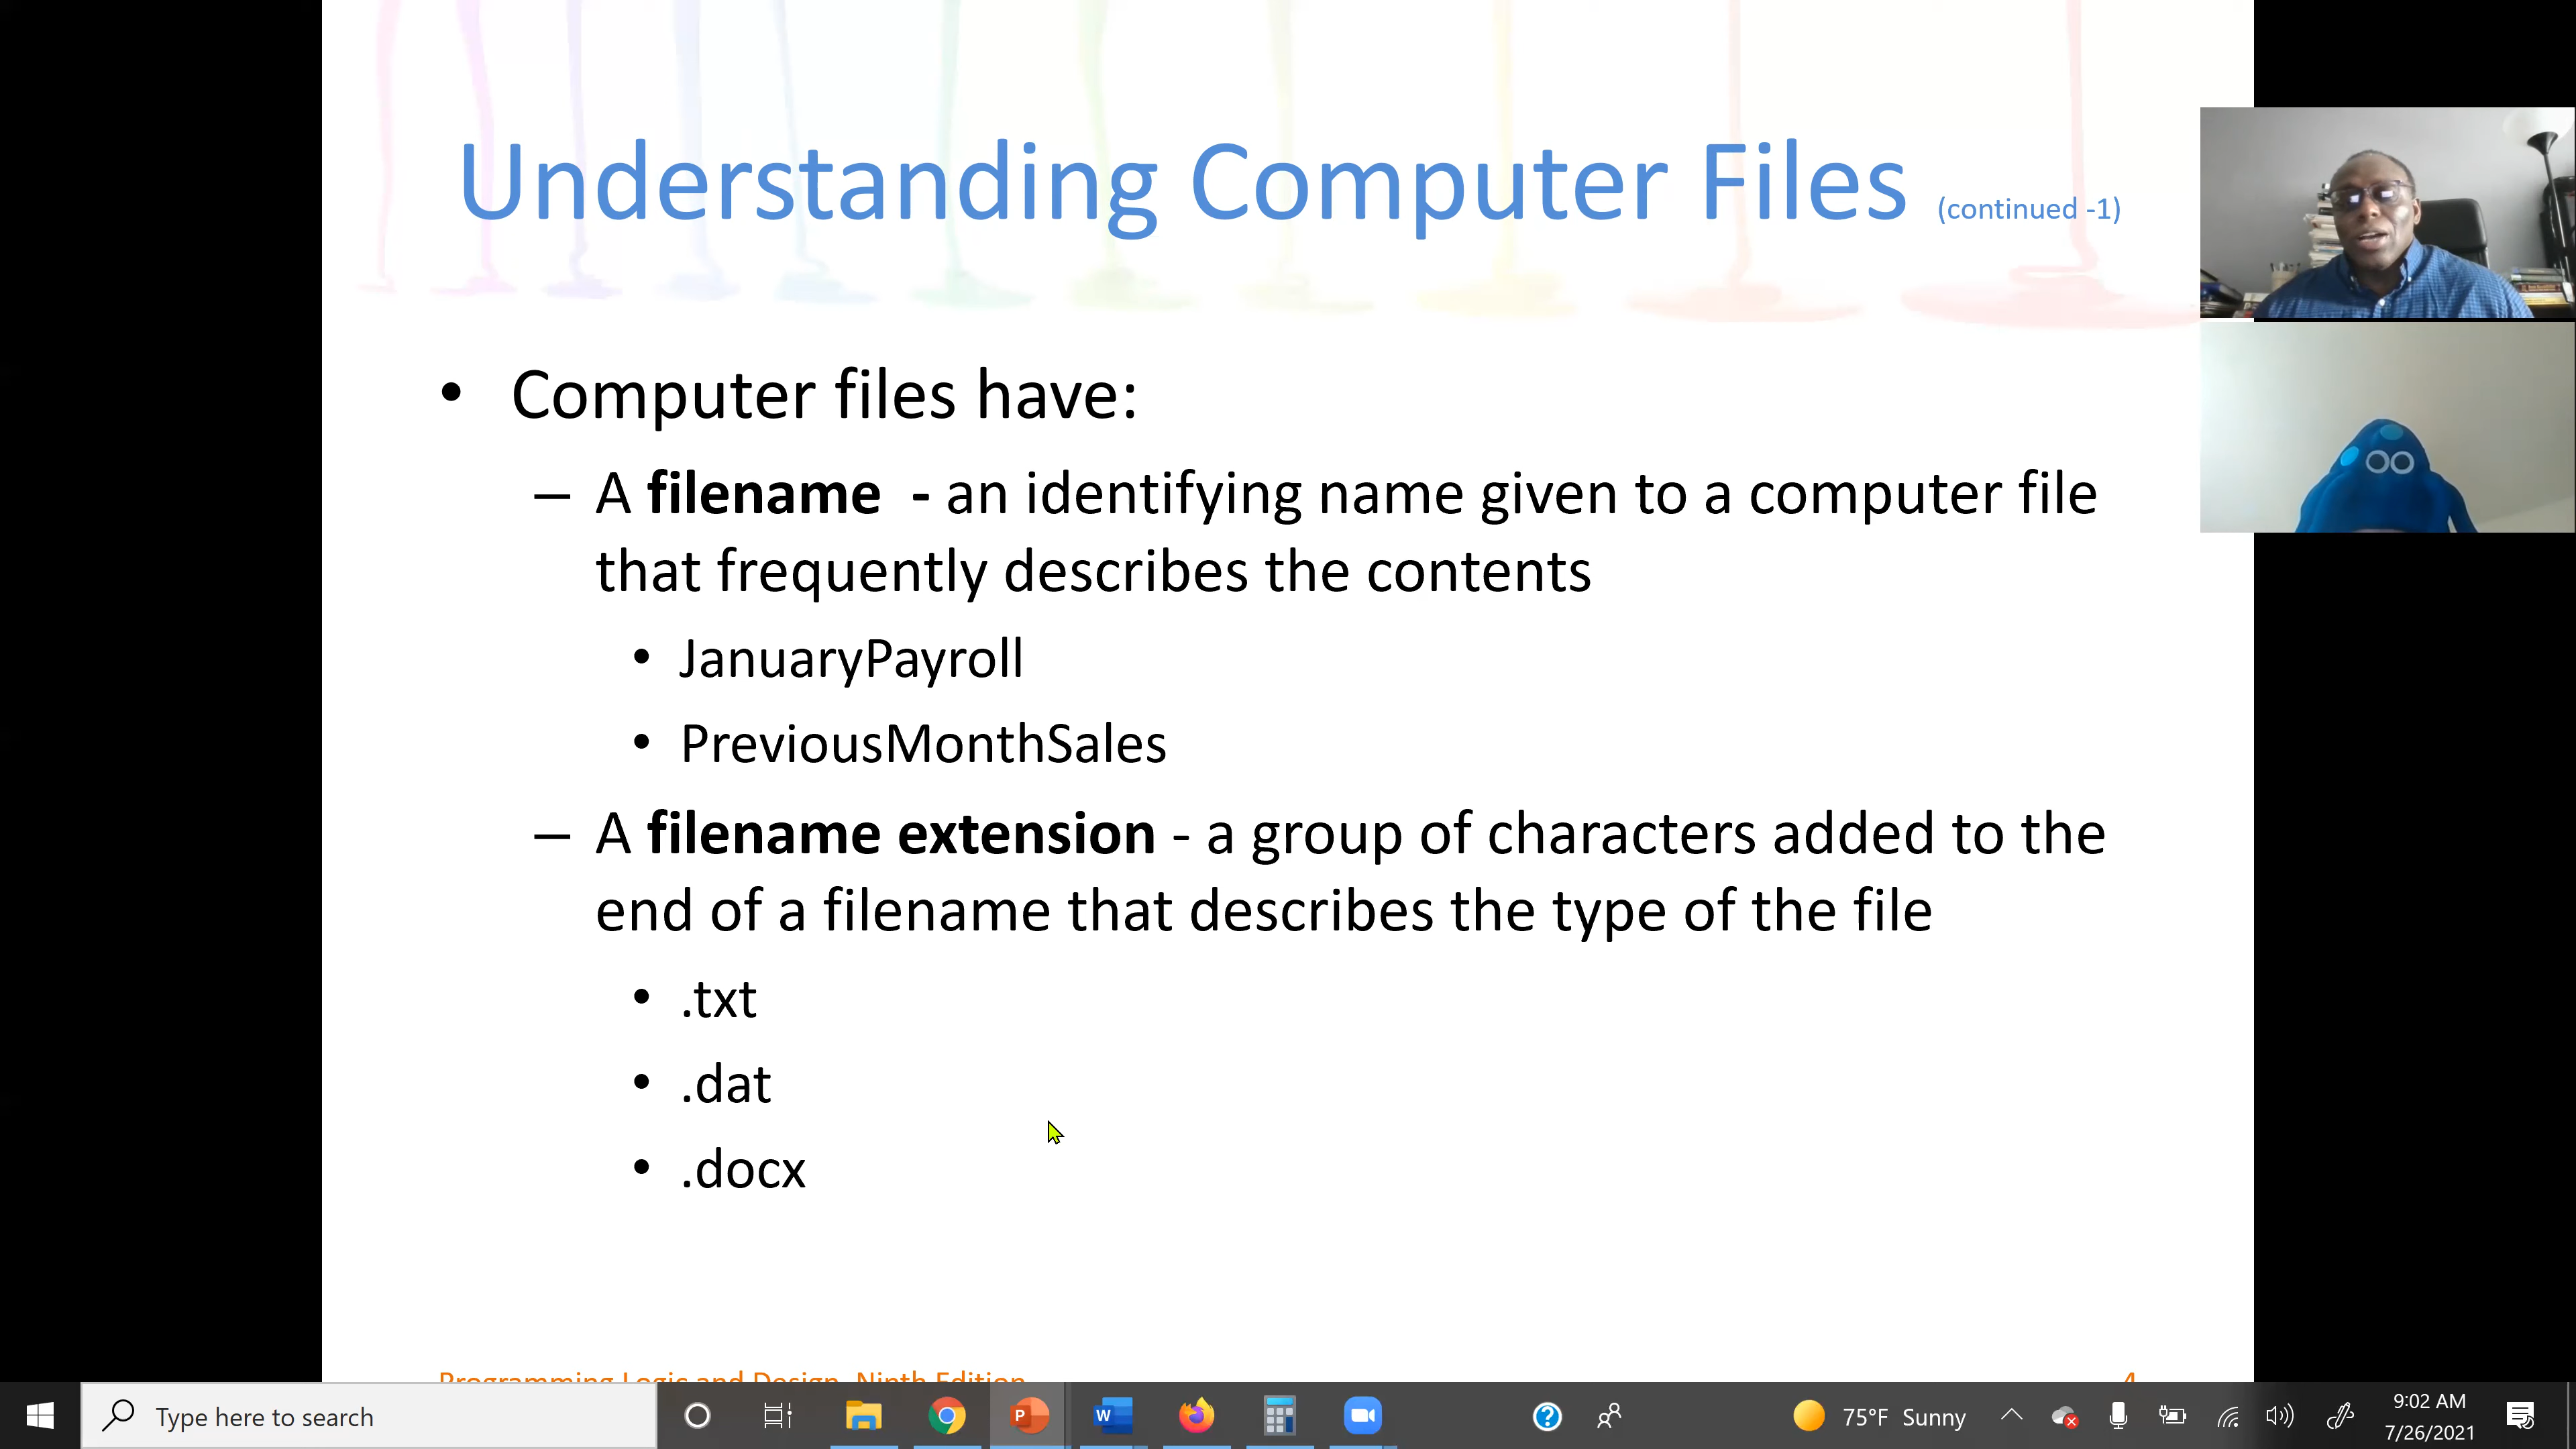 Understanding Computer Files (continued -1)
• Computer files have:
– A filename - an identifying name given to a computer file
that frequently describes the contents
• JanuaryPayroll
• PreviousMonthSales
– A filename extension - a group of characters added to the
end of a filename that describes the type of the file
• .txt
• .dat
• .docx
Programming Logic and Design, Ninth Edition
4
Type here to search
75°F Sunny
9:02 AM
7/26/2021